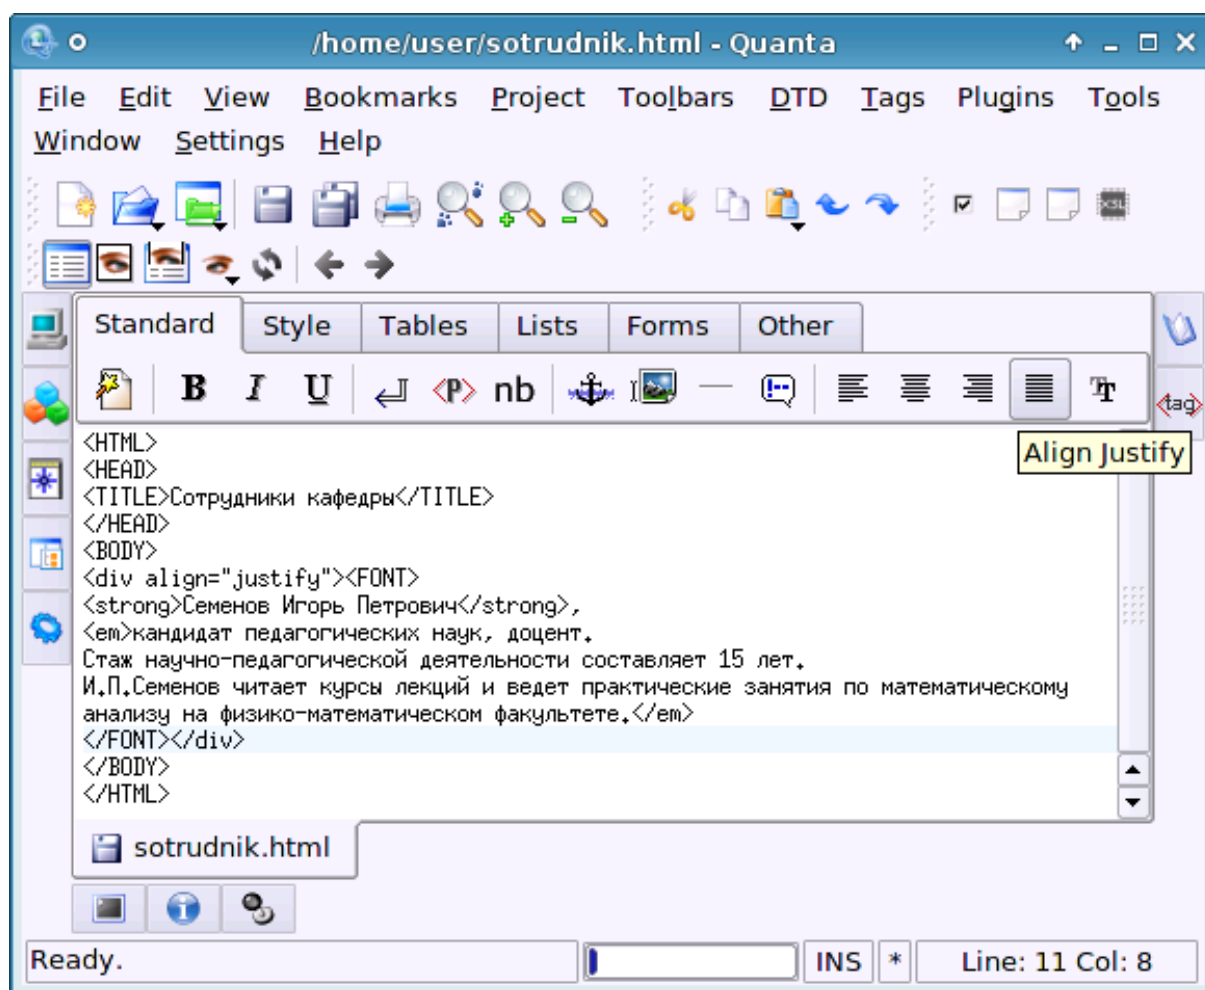 /home/user/sotrudnik.html - Quanta
File Edit View Bookmarks Project Toolbars DTD Tags Plugins Tools
Window Settings Help
XSL
Standard Style Tables Lists Forms Other
B I U <P> nb
<tag>
Align Justify
<HTML>
<HEAD>
<TITLE>Сотрудники кафедры</TITLE>
</HEAD>
<BODY>
<div align="justify"><FONT>
<strong>Семенов Игорь Петрович</strong>,
<em>кандидат педагогических наук, доцент.
Стаж научно-педагогической деятельности составляет 15 лет.
И.П.Семенов читает курсы лекций и ведет практические занятия по математическому
анализу на физико-математическом факультете.</em>
</FONT></div>
</BODY>
</HTML>
sotrudnik.html
Ready. INS * Line: 11 Col: 8